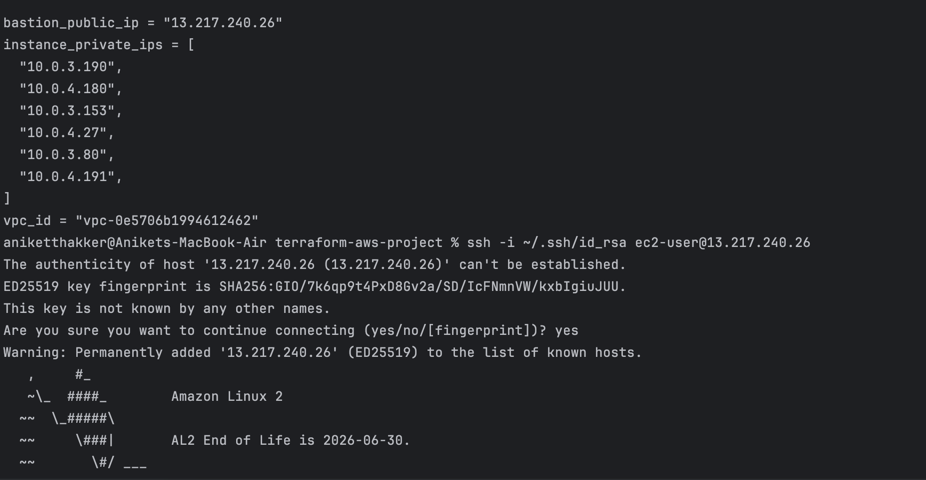 bastion_public_ip = "13.217.240.26"
instance_private_ips = [
  "10.0.3.190",
  "10.0.4.180",
  "10.0.3.153",
  "10.0.4.27",
  "10.0.3.80",
  "10.0.4.191",
]
vpc_id = "vpc-0e5706b1994612462"
aniketthakker@Anikets-MacBook-Air terraform-aws-project % ssh -i ~/.ssh/id_rsa ec2-user@13.217.240.26
The authenticity of host '13.217.240.26 (13.217.240.26)' can't be established.
ED25519 key fingerprint is SHA256:GIO/7k6qp9t4PxD8Gv2a/SD/IcFNmnVW/kxbIgiuJUU.
This key is not known by any other names.
Are you sure you want to continue connecting (yes/no/[fingerprint])? yes
Warning: Permanently added '13.217.240.26' (ED25519) to the list of known hosts.
   ,     #_
   ~\_  ####_        Amazon Linux 2
  ~~  \_#####\
  ~~     \###|       AL2 End of Life is 2026-06-30.
  ~~       \#/ ___